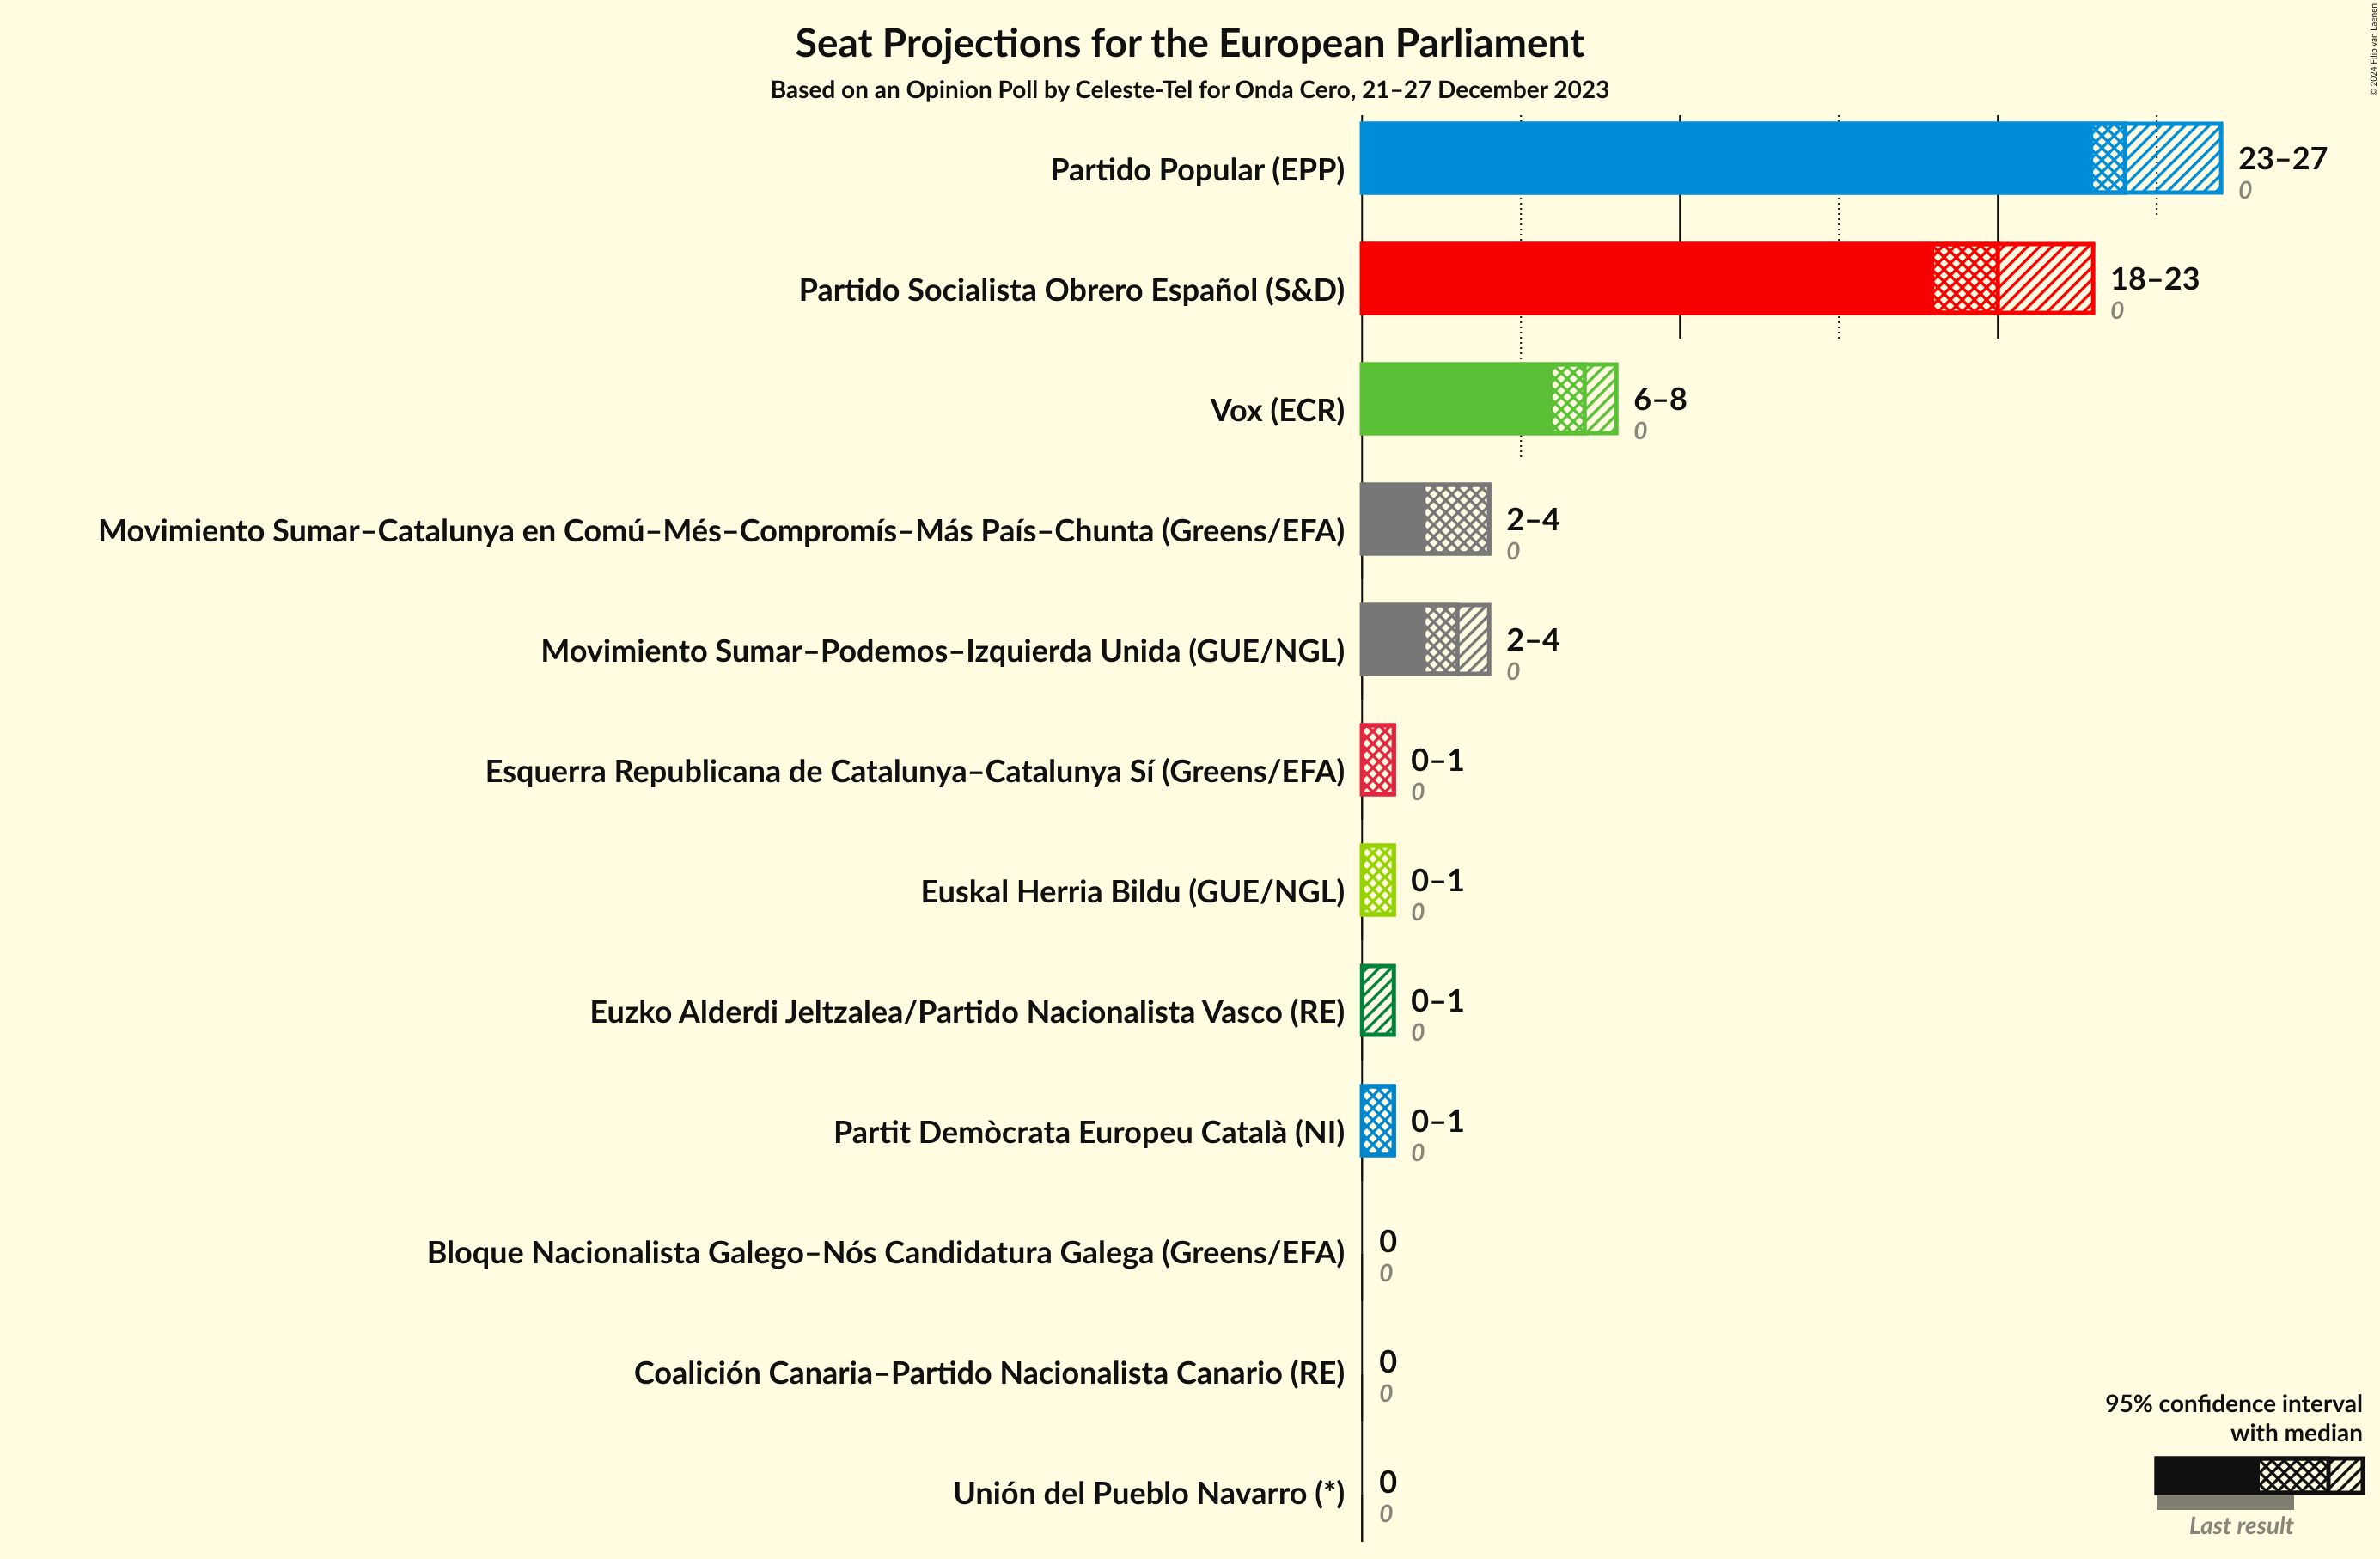 Seat Projections for the European Parliament
Based on an Opinion Poll by Celeste-Tel for Onda Cero, 21–27 December 2023
© 2024 Filip van Laenen
Partido Popular (EPP)
23–27
0
Partido Socialista Obrero Español (S&D)
18–23
0
Vox (ECR)
6–8
0
Movimiento Sumar–Catalunya en Comú–Més–Compromís–Más País–Chunta (Greens/EFA)
2–4
0
Movimiento Sumar–Podemos–Izquierda Unida (GUE/NGL)
2–4
0
Esquerra Republicana de Catalunya–Catalunya Sí (Greens/EFA)
0–1
0
Euskal Herria Bildu (GUE/NGL)
0–1
0
Euzko Alderdi Jeltzalea/Partido Nacionalista Vasco (RE)
0–1
0
Partit Demòcrata Europeu Català (NI)
0–1
0
Bloque Nacionalista Galego–Nós Candidatura Galega (Greens/EFA)
0
0
Coalición Canaria–Partido Nacionalista Canario (RE)
0
0
Unión del Pueblo Navarro (*)
0
0
95% confidence interval
with median
Last result